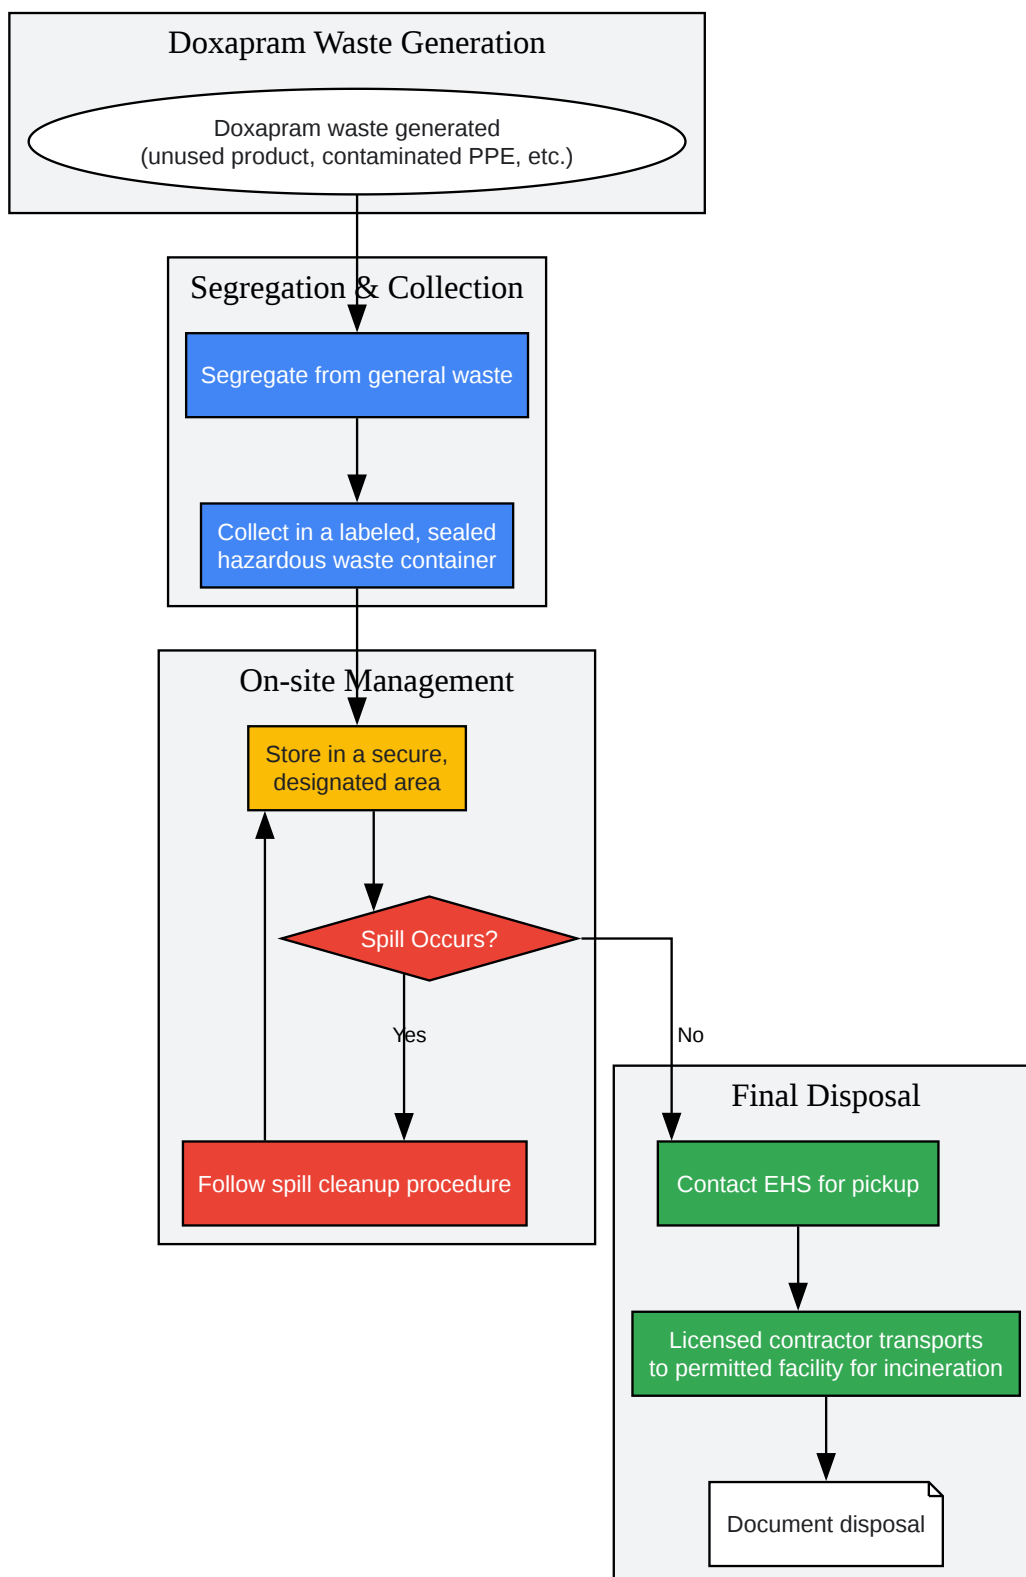 Doxapram Waste Generation
Doxapram waste generated
(unused product, contaminated PPE, etc.)
Segregation & Collection
Segregate from general waste
Collect in a labeled, sealed
hazardous waste container
On-site Management
Store in a secure,
designated area
Spill Occurs?
Yes
No
Follow spill cleanup procedure
Final Disposal
Contact EHS for pickup
Licensed contractor transports
to permitted facility for incineration
Document disposal